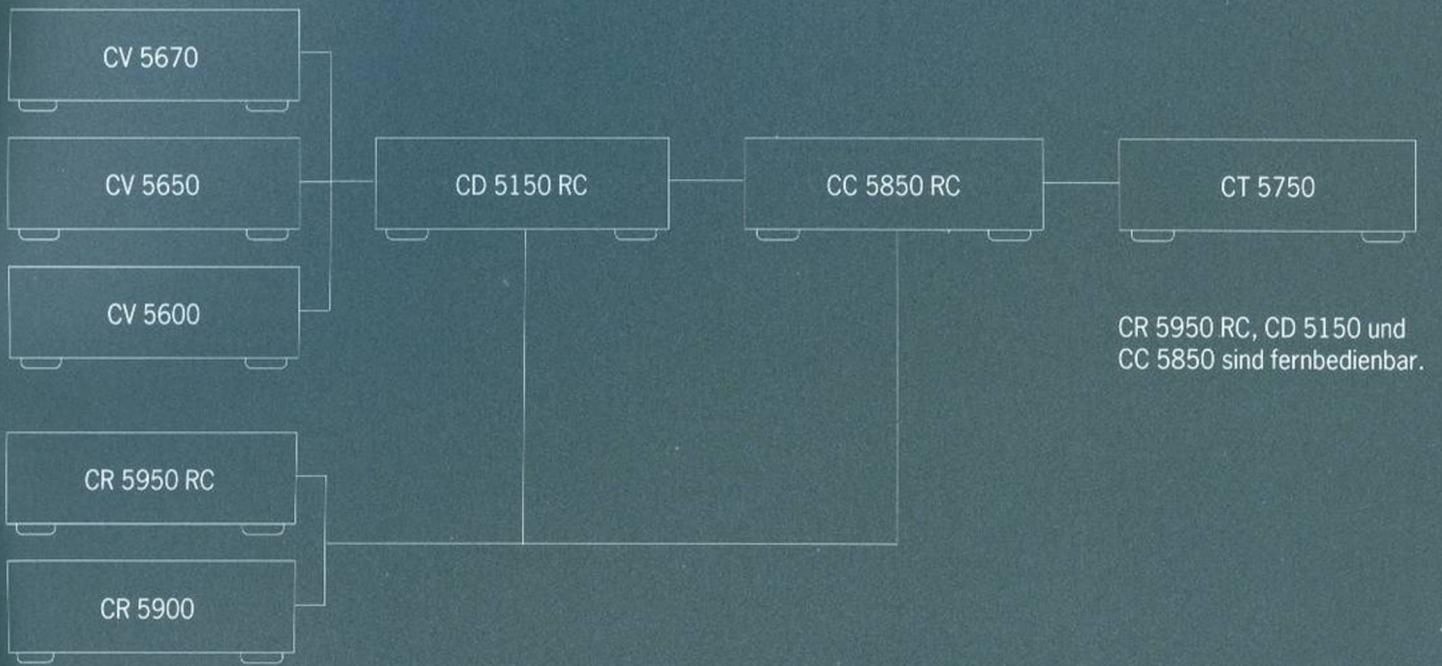 CV 5670
CV 5650
CD 5150 RC
CC 5850 RC
CT 5750
CV 5600
CR 5950 RC, CD 5150 und
CC 5850 sind fernbedienbar.
CR 5950 RC
CR 5900